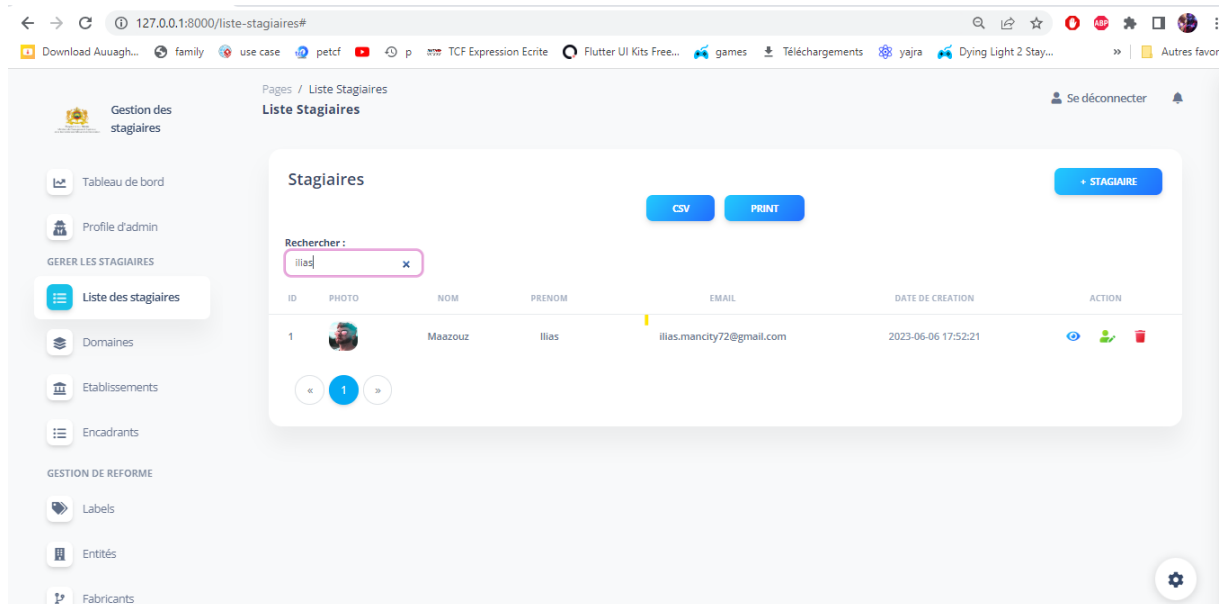 127.0.0.1:8000/liste-stagiaires#
Download Auuagh... family use case petcf p TCF Expression Ecrite Flutter UI Kits Free... games Téléchargements yajra Dying Light 2 Stay... » Autres favor
Gestion des
stagiaires
Pages / Liste Stagiaires
Liste Stagiaires
Se déconnecter
Tableau de bord
Profile d'admin
GERER LES STAGIAIRES
Liste des stagiaires
Domaines
Etablissements
Encadrants
GESTION DE REFORME
Labels
Entités
Fabricants
Stagiaires
+ STAGIAIRE
CSV PRINT
Rechercher :
ilias
ID PHOTO NOM PRENOM EMAIL DATE DE CREATION ACTION
1 Maazouz Ilias ilias.mancity72@gmail.com 2023-06-06 17:52:21
« 1 »